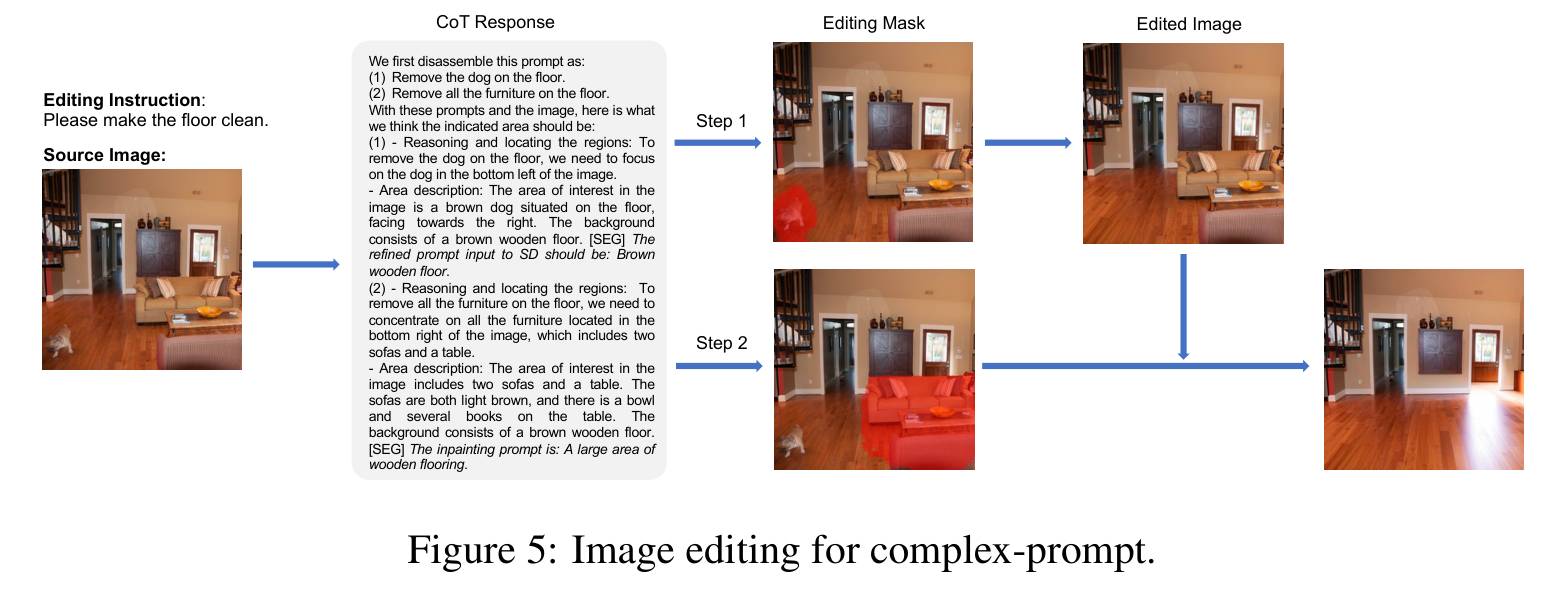 Editing Instruction:
Please make the floor clean.
Source Image:
CoT Response
We first disassemble this prompt as:
(1) Remove the dog on the floor.
(2) Remove all the furniture on the floor.
With these prompts and the image, here is what
we think the indicated area should be:
(1) - Reasoning and locating the regions: To
remove the dog on the floor, we need to focus
on the dog in the bottom left of the image.
- Area description: The area of interest in the
image is a brown dog situated on the floor,
facing towards the right. The background
consists of a brown wooden floor. [SEG] The
refined prompt input to SD should be: Brown
wooden floor.
(2) - Reasoning and locating the regions: To
remove all the furniture on the floor, we need to
concentrate on all the furniture located in the
bottom right of the image, which includes two
sofas and a table.
- Area description: The area of interest in the
image includes two sofas and a table. The
sofas are both light brown, and there is a bowl
and several books on the table. The
background consists of a brown wooden floor.
[SEG] The inpainting prompt is: A large area of
wooden flooring.
Step 1
Step 2
Editing Mask
Edited Image
Figure 5: Image editing for complex-prompt.